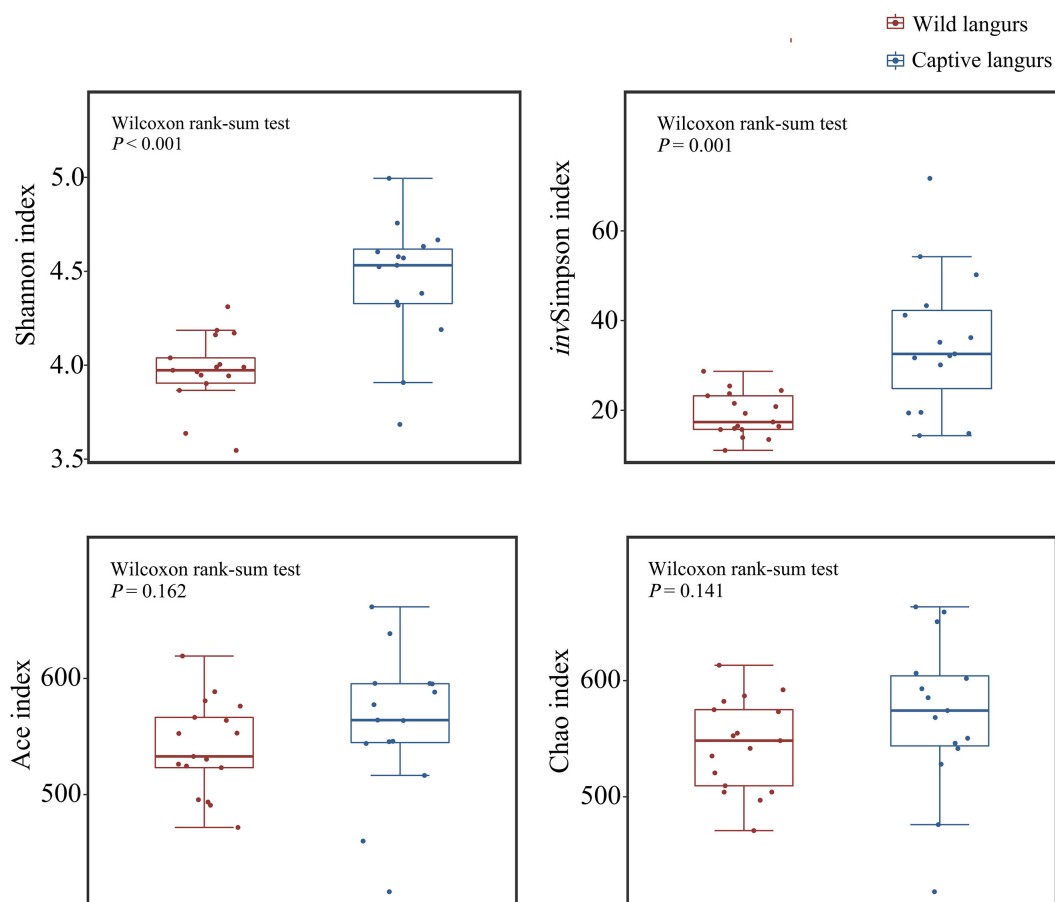 Wild langurs
Captive langurs
Wilcoxon rank-sum test
P < 0.001
Shannon index
5.0
4.5
4.0
3.5
Wilcoxon rank-sum test
P = 0.001
invSimpson index
60
40
20
Wilcoxon rank-sum test
P = 0.162
Ace index
600
500
Wilcoxon rank-sum test
P = 0.141
Chao index
600
500